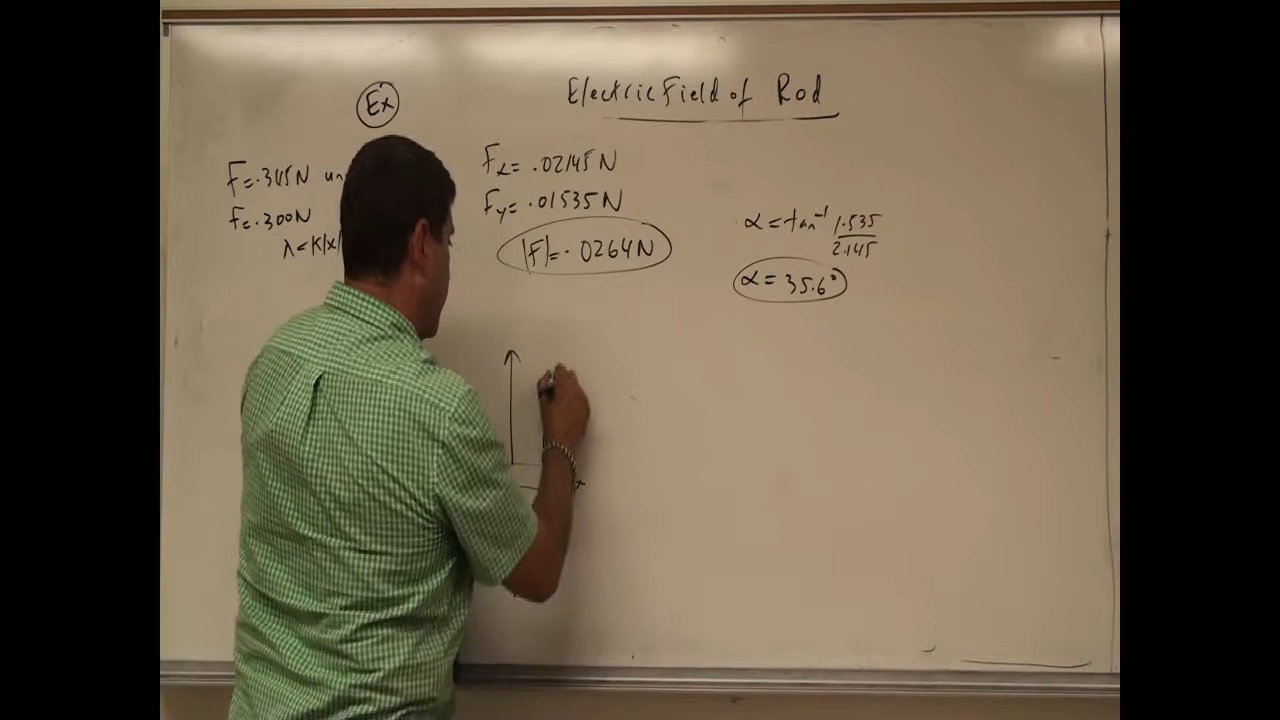 Electric Field of Rod
Ex
F=.345N
f=.300N
λ=K|x|
Fx=.02145N
Fy=.01535N
|F|=.0264N
α=tan⁻¹ 1.535
2.145
α=35.6°
x